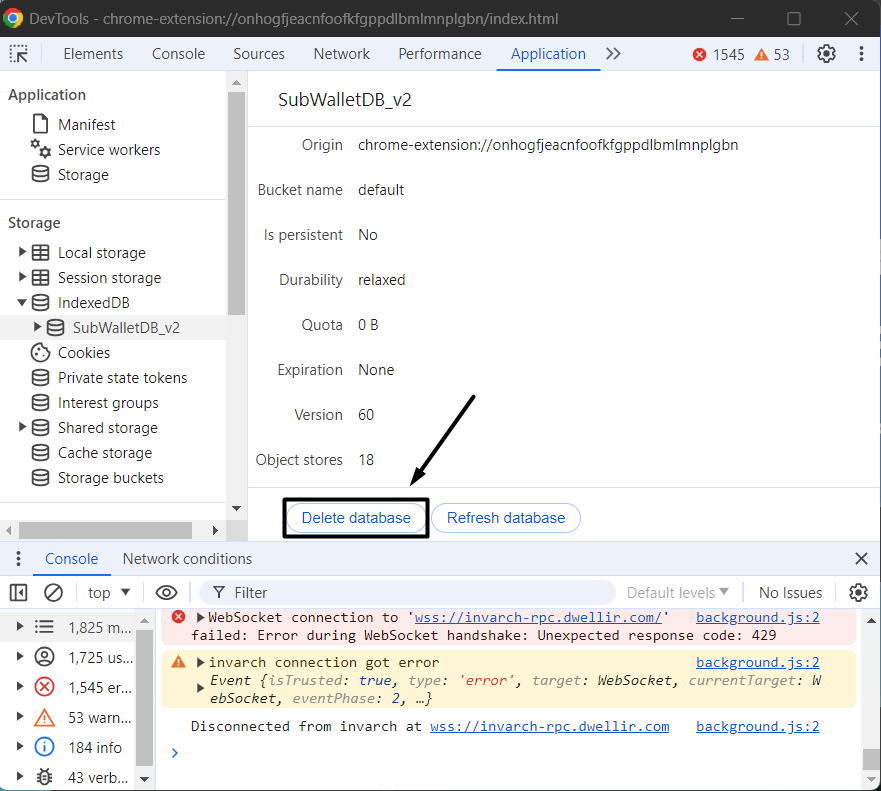 DevTools - chrome-extension://onhogfjeacnfoofkfgppdlbmlmnplgbn/index.html
Elements Console Sources Network Performance Application 1545 53
Application
Manifest
Service workers
Storage
Storage
Local storage
Session storage
IndexedDB
SubWalletDB_v2
Cookies
Private state tokens
Interest groups
Shared storage
Cache storage
Storage buckets
SubWalletDB_v2
Origin chrome-extension://onhogfjeacnfoofkfgppdlbmlmnplgbn
Bucket name default
Is persistent No
Durability relaxed
Quota 0 B
Expiration None
Version 60
Object stores 18
Delete database Refresh database
Console Network conditions
top Filter Default levels No Issues
1,825 m...
1,725 us...
1,545 er...
53 warn...
184 info
43 verb...
WebSocket connection to 'wss://invarch-rpc.dwellir.com/' background.js:2
failed: Error during WebSocket handshake: Unexpected response code: 429
invarch connection got error background.js:2
Event {isTrusted: true, type: 'error', target: WebSocket, currentTarget: W
ebSocket, eventPhase: 2, …}
Disconnected from invarch at wss://invarch-rpc.dwellir.com background.js:2